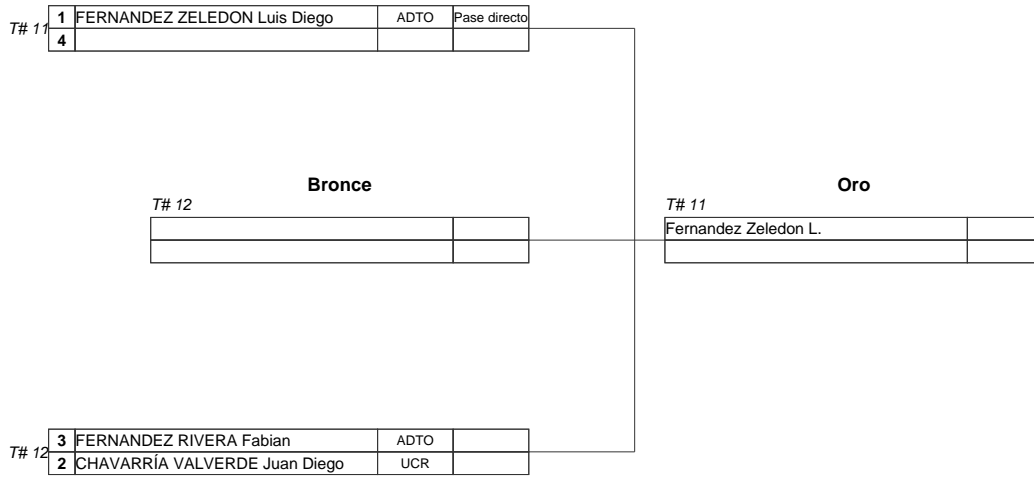 T# 11
1 FERNANDEZ ZELEDON Luis Diego ADTO Pase directo
4
Bronce
Oro
T# 12
T# 11
Fernandez Zeledon L.
T# 12
3 FERNANDEZ RIVERA Fabian ADTO
2 CHAVARRÍA VALVERDE Juan Diego UCR